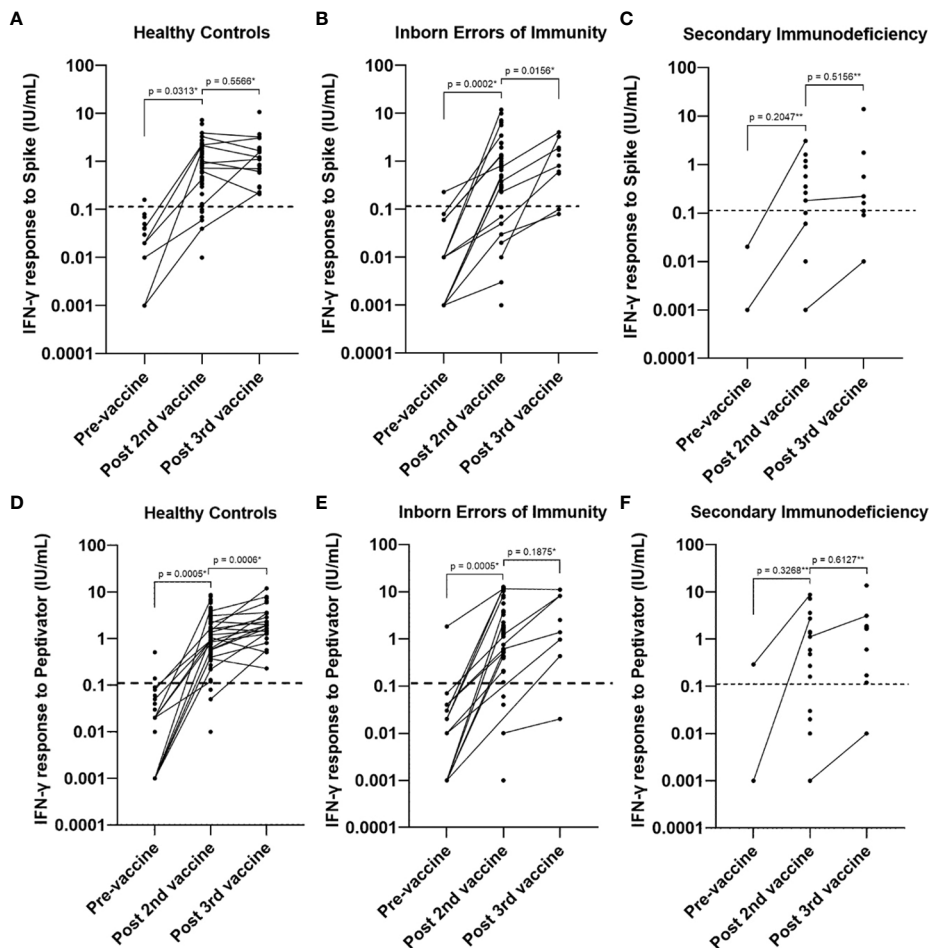 A
Healthy Controls
IFN-γ response to Spike (IU/mL)
100
10
1
0.1
0.01
0.001
0.0001
p = 0.0313*
p = 0.5566*
Pre-vaccine
Post 2nd vaccine
Post 3rd vaccine
B
Inborn Errors of Immunity
IFN-γ response to Spike (IU/mL)
100
10
1
0.1
0.01
0.001
0.0001
p = 0.0002*
p = 0.0156*
Pre-vaccine
Post 2nd vaccine
Post 3rd vaccine
C
Secondary Immunodeficiency
IFN-γ response to Spike (IU/mL)
100
10
1
0.1
0.01
0.001
0.0001
p = 0.2047**
p = 0.5156**
Pre-vaccine
Post 2nd vaccine
Post 3rd vaccine
D
Healthy Controls
IFN-γ response to Peptivator (IU/mL)
100
10
1
0.1
0.01
0.001
0.0001
p = 0.0005*
p = 0.0006*
Pre-vaccine
Post 2nd vaccine
Post 3rd vaccine
E
Inborn Errors of Immunity
IFN-γ response to Peptivator (IU/mL)
100
10
1
0.1
0.01
0.001
0.0001
p = 0.0005*
p = 0.1875*
Pre-vaccine
Post 2nd vaccine
Post 3rd vaccine
F
Secondary Immunodeficiency
IFN-γ response to Peptivator (IU/mL)
100
10
1
0.1
0.01
0.001
0.0001
p = 0.3268**
p = 0.6127**
Pre-vaccine
Post 2nd vaccine
Post 3rd vaccine